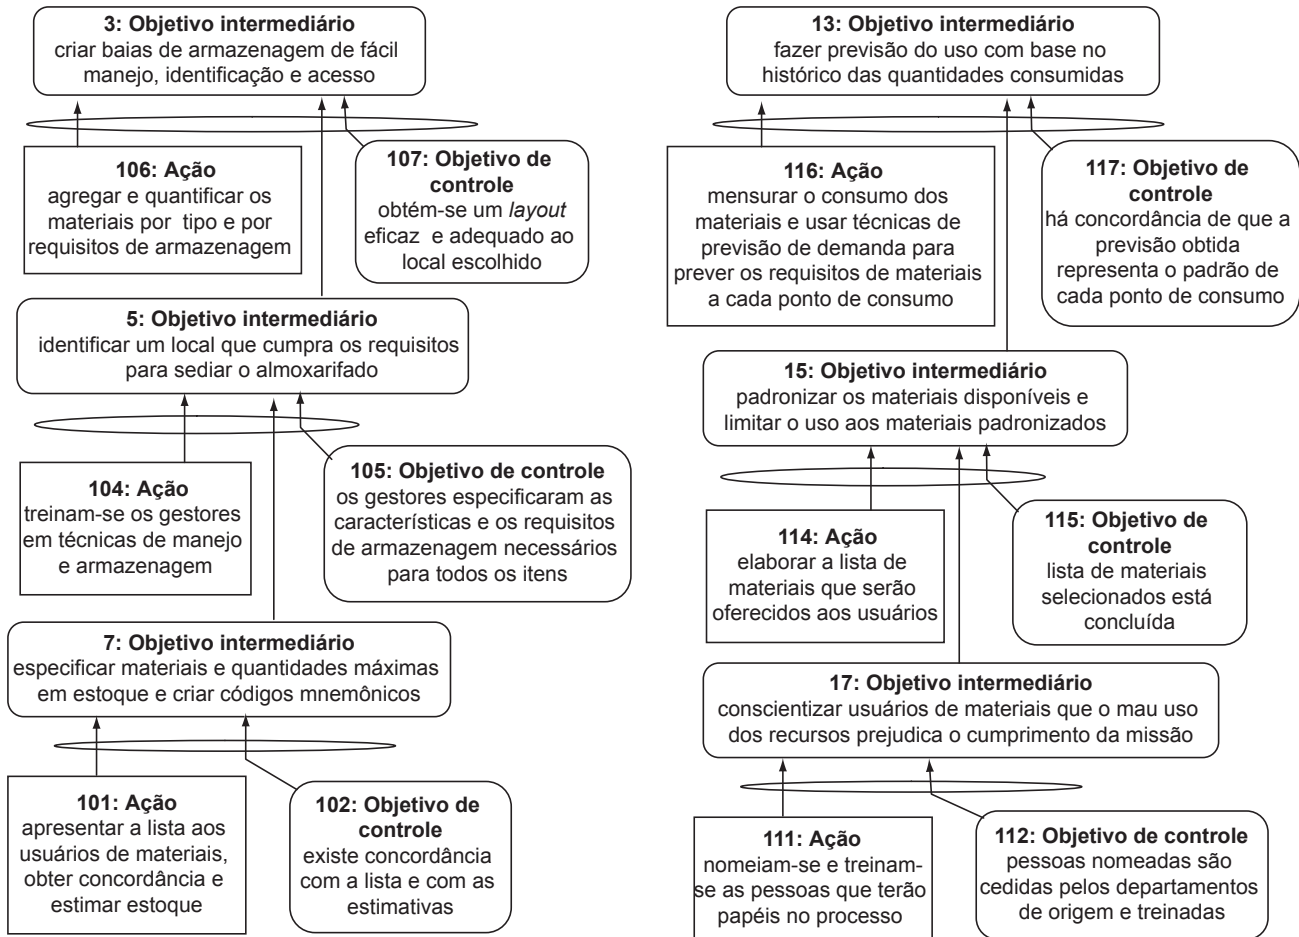 3: Objetivo intermediário
criar baias de armazenagem de fácil
manejo, identificação e acesso
106: Ação
agregar e quantificar os
materiais por tipo e por
requisitos de armazenagem
107: Objetivo de
controle
obtém-se um layout
eficaz e adequado ao
local escolhido
5: Objetivo intermediário
identificar um local que cumpra os requisitos
para sediar o almoxarifado
104: Ação
treinam-se os gestores
em técnicas de manejo
e armazenagem
105: Objetivo de controle
os gestores especificaram as
características e os requisitos
de armazenagem necessários
para todos os itens
7: Objetivo intermediário
especificar materiais e quantidades máximas
em estoque e criar códigos mnemônicos
101: Ação
apresentar a lista aos
usuários de materiais,
obter concordância e
estimar estoque
102: Objetivo de
controle
existe concordância
com a lista e com as
estimativas
13: Objetivo intermediário
fazer previsão do uso com base no
histórico das quantidades consumidas
116: Ação
mensurar o consumo dos
materiais e usar técnicas de
previsão de demanda para
prever os requisitos de materiais
a cada ponto de consumo
117: Objetivo de
controle
há concordância de que a
previsão obtida
representa o padrão de
cada ponto de consumo
15: Objetivo intermediário
padronizar os materiais disponíveis e
limitar o uso aos materiais padronizados
114: Ação
elaborar a lista de
materiais que serão
oferecidos aos usuários
115: Objetivo de
controle
lista de materiais
selecionados está
concluída
17: Objetivo intermediário
conscientizar usuários de materiais que o mau uso
dos recursos prejudica o cumprimento da missão
111: Ação
nomeiam-se e treinam-
se as pessoas que terão
papéis no processo
112: Objetivo de controle
pessoas nomeadas são
cedidas pelos departamentos
de origem e treinadas